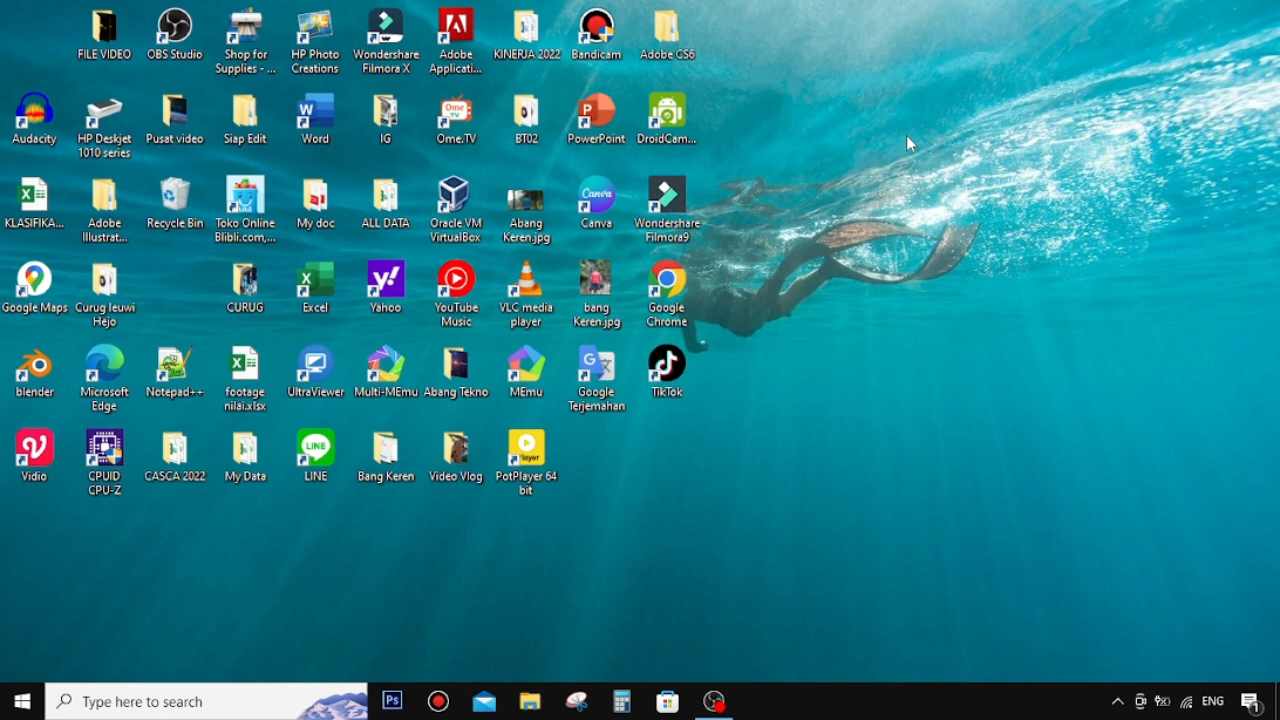 FILE VIDEO
OBS Studio
Shop for
Supplies - ...
HP Photo
Creations
Wondershare
Filmora X
Adobe
Applicati...
KINERJA 2022
Bandicam
Adobe CS6
Audacity
HP Deskjet
1010 series
Pusat video
Siap Edit
Word
IG
Ome.TV
BT02
PowerPoint
DroidCam...
KLASIFIKA...
Adobe
Illustrat...
Recycle Bin
Toko Online
Blibli.com,...
My doc
ALL DATA
Oracle VM
VirtualBox
Abang
Keren.jpg
Canva
Canva
Wondershare
Filmora9
Google Maps
Curug leuwi
Hejo
CURUG
Excel
Yahoo
YouTube
Music
VLC media
player
bang
Keren.jpg
Google
Chrome
blender
Microsoft
Edge
Notepad++
footage
nilai.xlsx
UltraViewer
Multi-MEmu
Abang Tekno
MEmu
Google
Terjemahan
TikTok
Vidio
CPUID
CPU-Z
CASCA 2022
My Data
LINE
LINE
Bang Keren
Video Vlog
Player
PotPlayer 64
bit
Type here to search
Ps
ENG
1